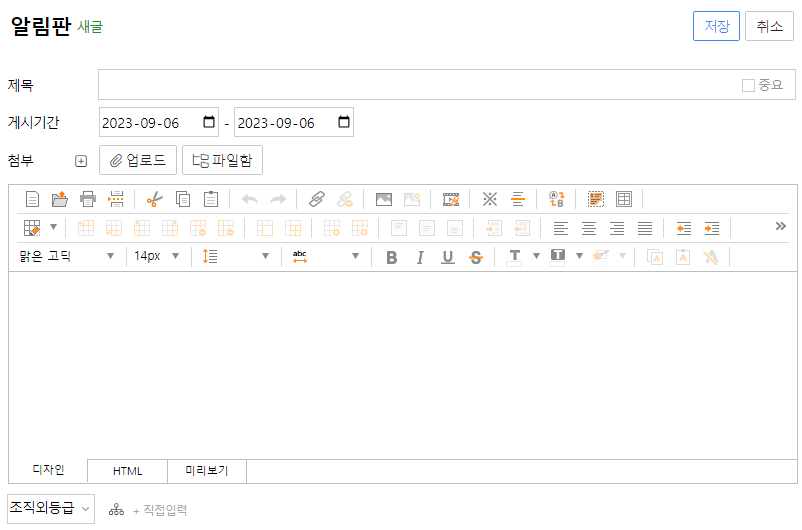 알림판 새글 저장 취소
제목 중요
게시기간 2023-09-06 - 2023-09-06
첨부 업로드 파일함
맑은 고딕 14px abc B I U S T T
디자인 HTML 미리보기
조직외등급 + 직접입력